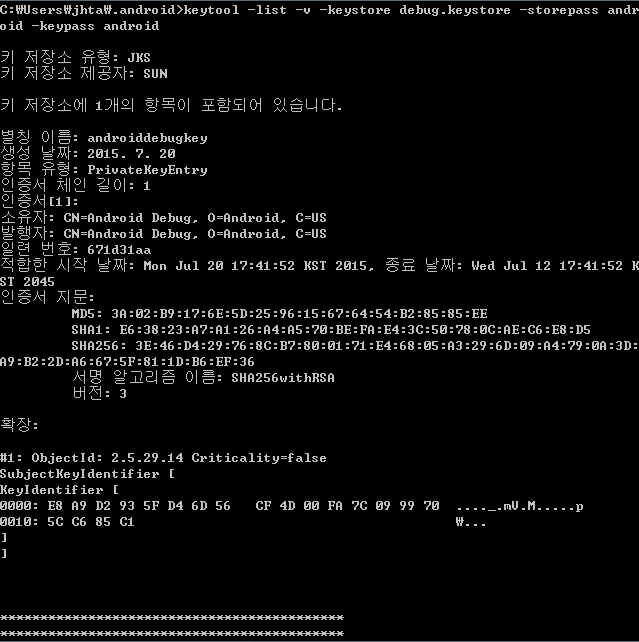 C:₩Users₩jhta₩.android>keytool -list -v -keystore debug.keystore -storepass andr
oid -keypass android
키 저장소 유형: JKS
키 저장소 제공자: SUN
키 저장소에 1개의 항목이 포함되어 있습니다.
별칭 이름: androiddebugkey
생성 날짜: 2015. 7. 20
항목 유형: PrivateKeyEntry
인증서 체인 길이: 1
인증서[1]:
소유자: CN=Android Debug, O=Android, C=US
발행자: CN=Android Debug, O=Android, C=US
일련 번호: 671d31aa
적합한 시작 날짜: Mon Jul 20 17:41:52 KST 2015, 종료 날짜: Wed Jul 12 17:41:52 K
ST 2045
인증서 지문:
MD5: 3A:02:B9:17:6E:5D:25:96:15:67:64:54:B2:85:85:EE
SHA1: E6:38:23:A7:A1:26:A4:A5:70:BE:FA:E4:3C:50:78:0C:AE:C6:E8:D5
SHA256: 3E:46:D4:29:76:8C:B7:80:01:71:E4:68:05:A3:29:6D:09:A4:79:0A:3D:
A9:B2:2D:A6:67:5F:81:1D:B6:EF:36
서명 알고리즘 이름: SHA256withRSA
버전: 3
확장:
#1: ObjectId: 2.5.29.14 Criticality=false
SubjectKeyIdentifier [
KeyIdentifier [
0000: E8 A9 D2 93 5F D4 6D 56   CF 4D 00 FA 7C 09 99 70  ...._.mV.M.....p
0010: 5C C6 85 C1                                        ₩...
]
]
*******************************************
*******************************************